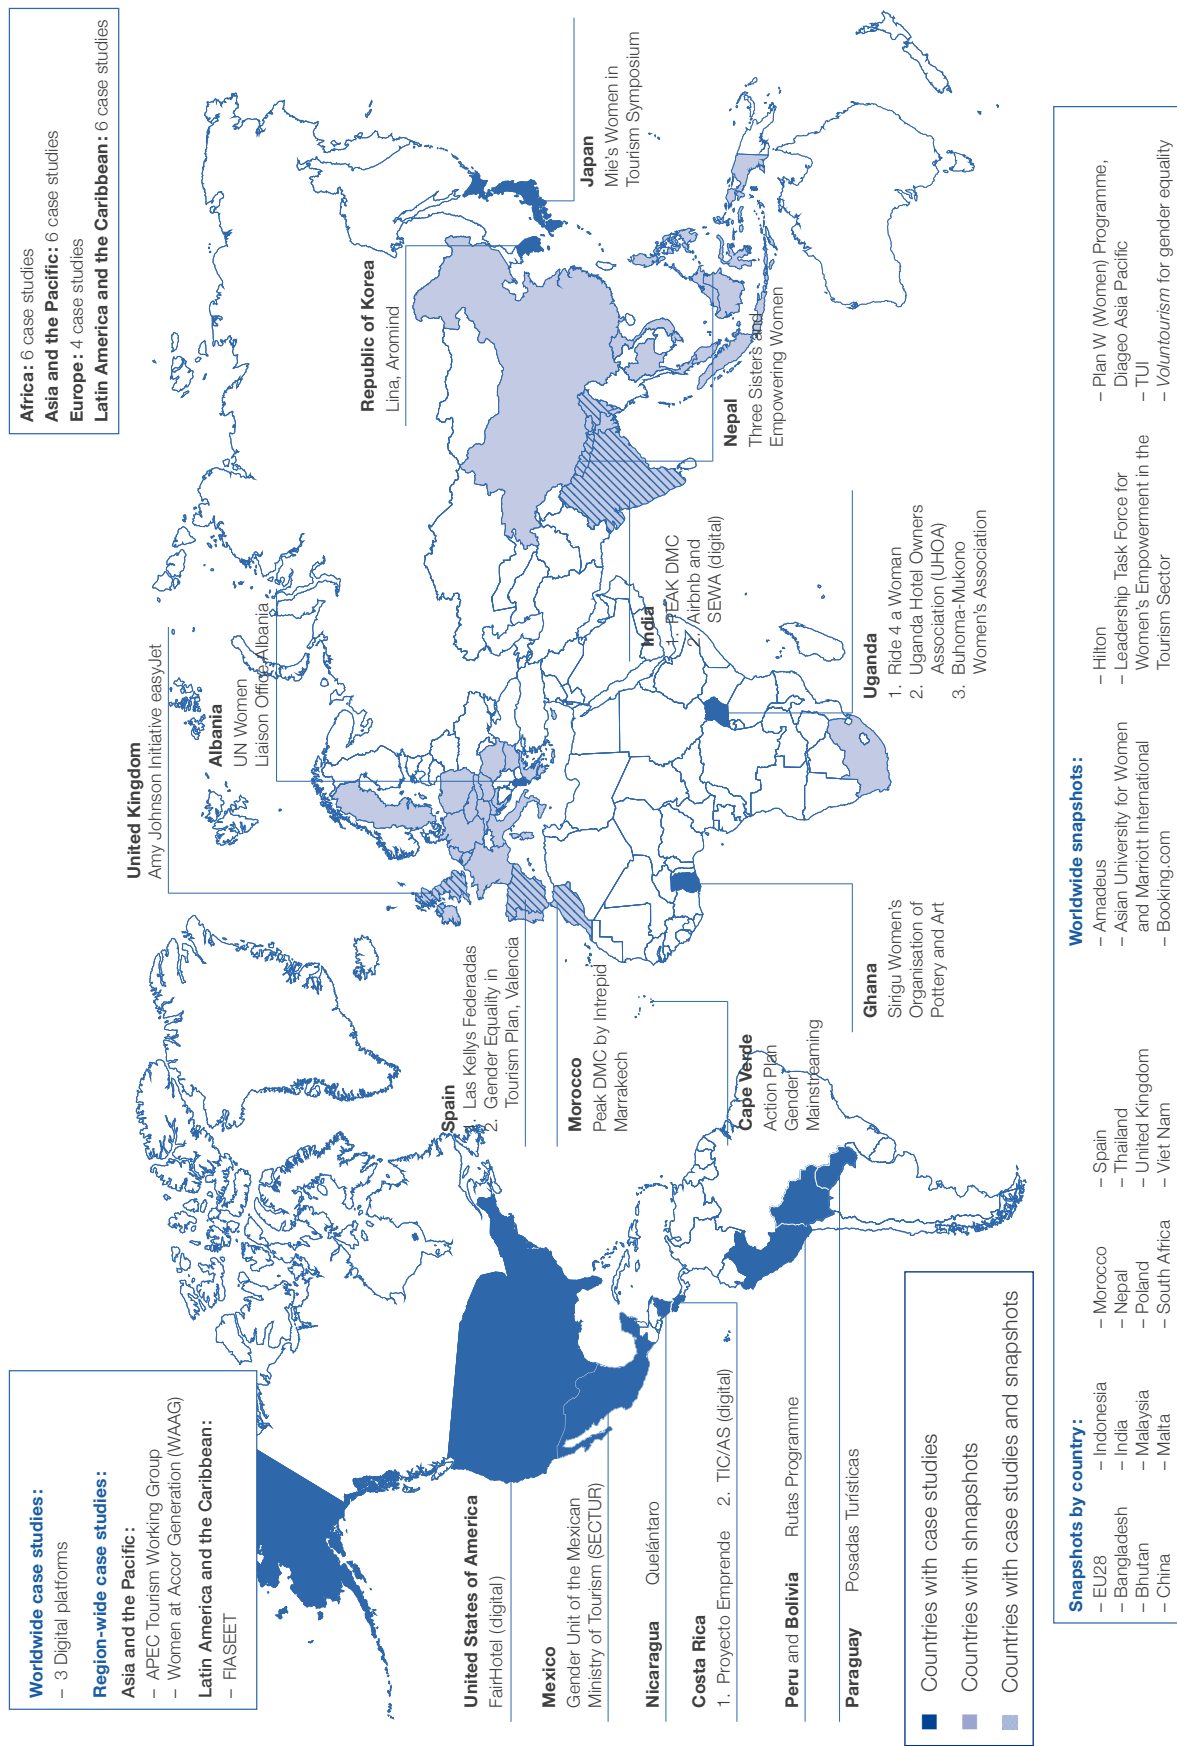 Worldwide case studies:
– 3 Digital platforms
Region-wide case studies:
Asia and the Pacific:
– APEC Tourism Working Group
– Women at Accor Generation (WAAG)
Latin America and the Caribbean:
– FIASEET
Africa: 6 case studies
Asia and the Pacific: 6 case studies
Europe: 4 case studies
Latin America and the Caribbean: 6 case studies
United Kingdom
Amy Johnson Initiative easyJet
Albania
UN Women
Liaison Office Albania
Republic of Korea
Lina, Aromind
Japan
Mie's Women in
Tourism Symposium
United States of America
FairHotel (digital)
Mexico
Gender Unit of the Mexican
Ministry of Tourism (SECTUR)
Nicaragua Quelántaro
Costa Rica
1. Proyecto Emprende 2. TIC/AS (digital)
Peru and Bolivia Rutas Programme
Paraguay Posadas Turísticas
Spain
1. Las Kellys Federadas
2. Gender Equality in
Tourism Plan, Valencia
Morocco
Peak DMC by Intrepid
Marrakech
Cape Verde
Action Plan
Gender
Mainstreaming
Ghana
Sirigu Women's
Organisation of
Pottery and Art
India
1. PEAK DMC
2. Airbnb and
SEWA (digital)
Nepal
Three Sisters and
Empowering Women
Uganda
1. Ride 4 a Woman
2. Uganda Hotel Owners
Association (UHOA)
3. Buhoma-Mukono
Women's Association
Countries with case studies
Countries with shnapshots
Countries with case studies and snapshots
Snapshots by country:
– EU28
– Bangladesh
– Bhutan
– China
– Indonesia
– India
– Malaysia
– Malta
– Morocco
– Nepal
– Poland
– South Africa
– Spain
– Thailand
– United Kingdom
– Viet Nam
Worldwide snapshots:
– Amadeus
– Asian University for Women
and Marriott International
– Booking.com
– Hilton
– Leadership Task Force for
Women's Empowerment in the
Tourism Sector
– Plan W (Women) Programme,
Diageo Asia Pacific
– TUI
– Voluntourism for gender equality